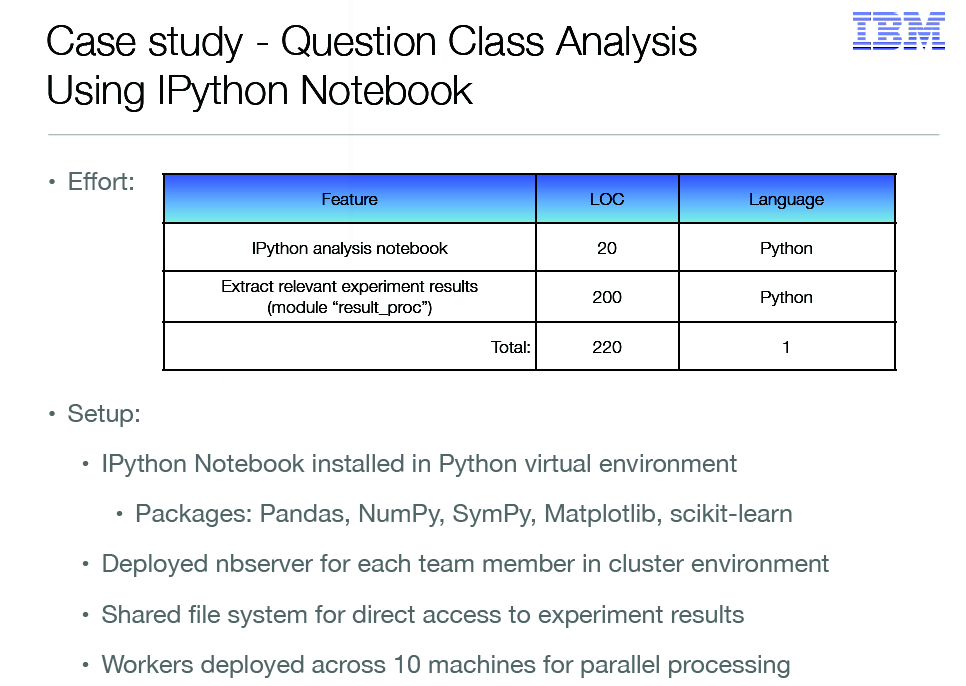 Case study - Question Class Analysis
Using IPython Notebook
IBM
• Effort:
Feature LOC Language
IPython analysis notebook 20 Python
Extract relevant experiment results
(module “result_proc”) 200 Python
Total: 220 1
• Setup:
• IPython Notebook installed in Python virtual environment
• Packages: Pandas, NumPy, SymPy, Matplotlib, scikit-learn
• Deployed nbserver for each team member in cluster environment
• Shared file system for direct access to experiment results
• Workers deployed across 10 machines for parallel processing